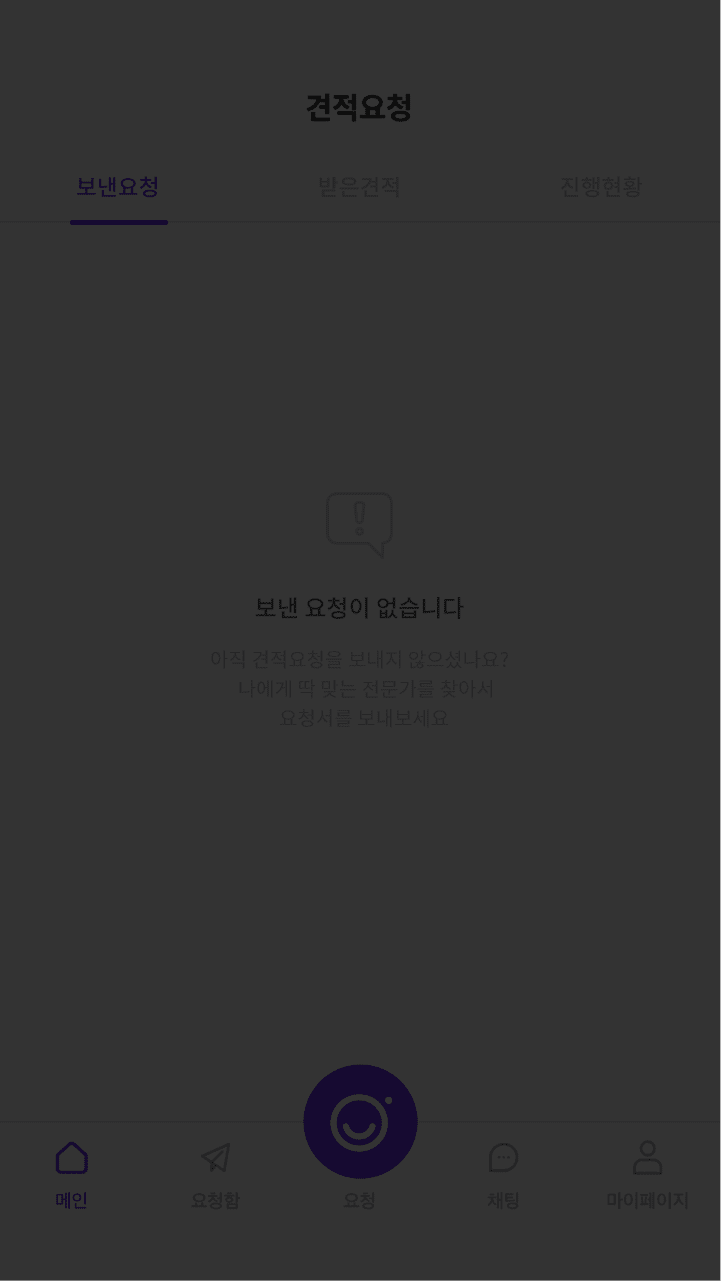 견적요청
보낸요청
받은견적
진행현황
보낸 요청이 없습니다
아직 견적요청을 보내지 않으셨나요?
나에게 딱 맞는 전문가를 찾아서
요청서를 보내보세요
메인
요청함
요청
채팅
마이페이지